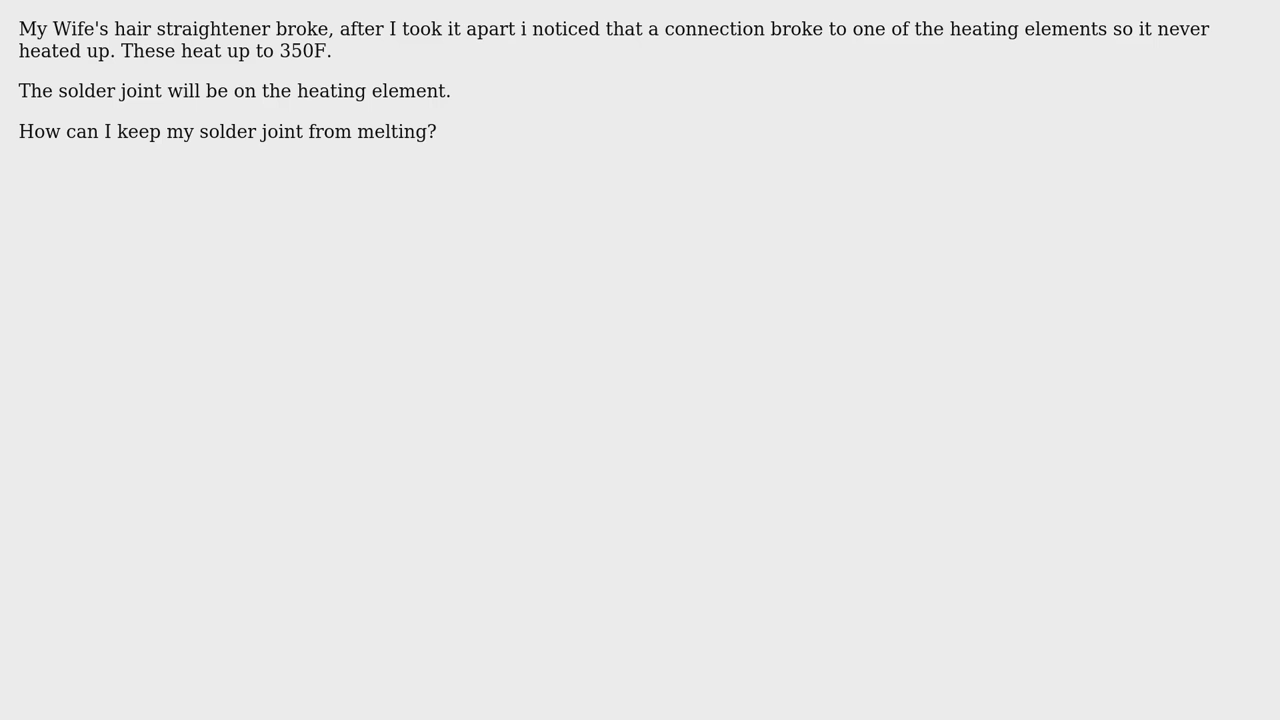 My Wife's hair straightener broke, after I took it apart i noticed that a connection broke to one of the heating elements so it never
heated up. These heat up to 350F.
The solder joint will be on the heating element.
How can I keep my solder joint from melting?